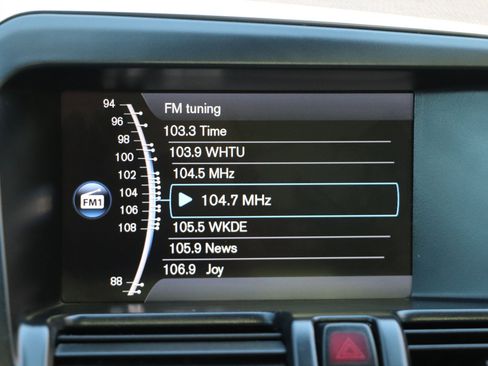 FM tuning
94
96
98
100
102
104
106
108
88
FM1
103.3 Time
103.9 WHTU
104.5 MHz
104.7 MHz
105.5 WKDE
105.9 News
106.9 Joy